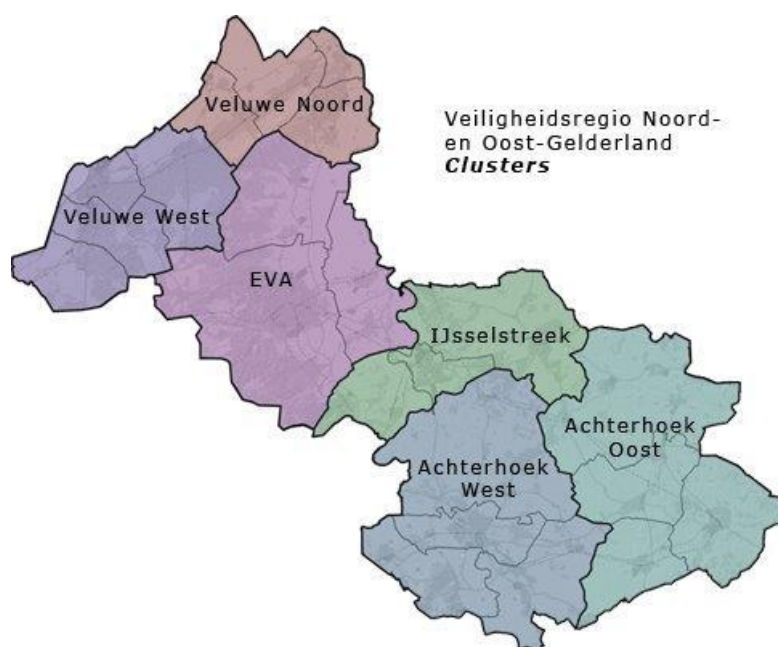 Veluwe Noord
Veiligheidsregio Noord-
en Oost-Gelderland
Clusters
Veluwe West
EVA
IJsselstreek
Achterhoek
Oost
Achterhoek
West